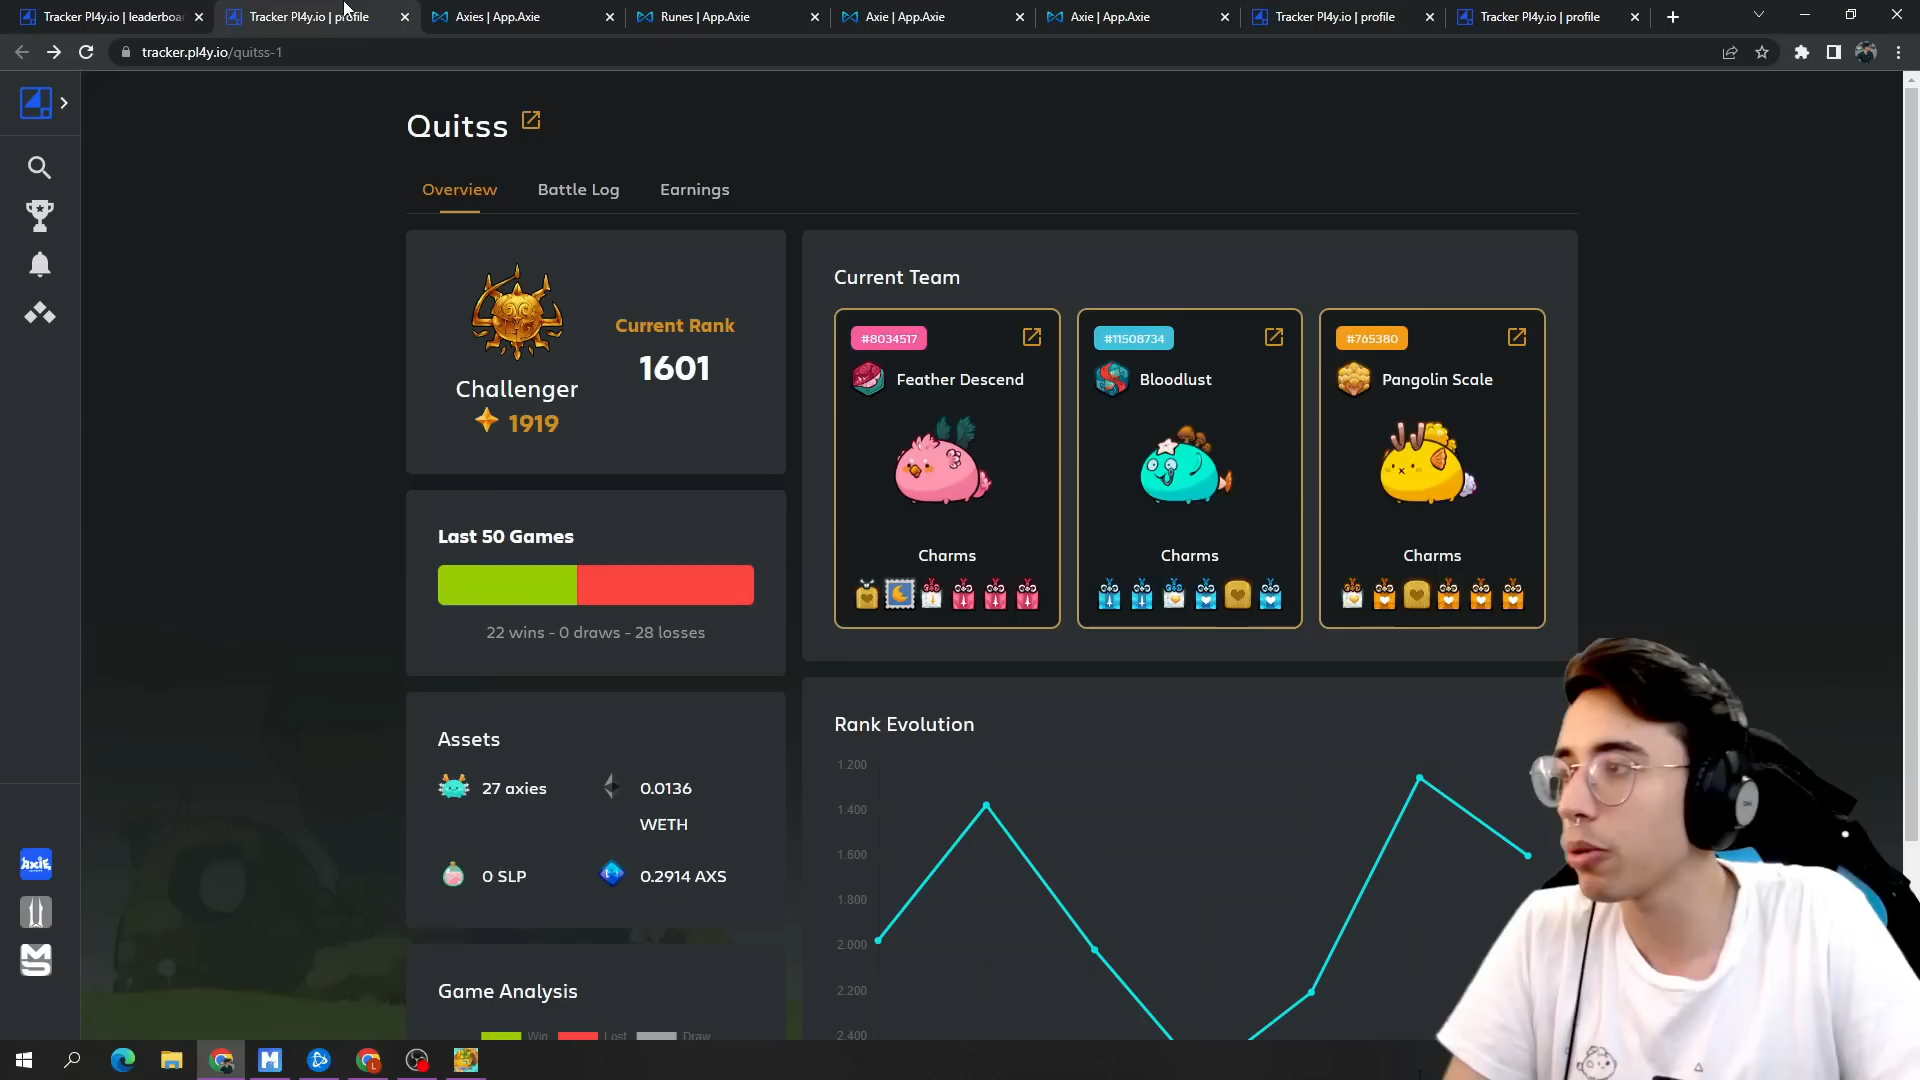 Tracker Pl4y.io | leaderboar
Tracker Pl4y.io | profile
Axies | App.Axie
Runes | App.Axie
Axie | App.Axie
Axie | App.Axie
Tracker Pl4y.io | profile
Tracker Pl4y.io | profile
tracker.pl4y.io/quitss-1
Quitss
Overview
Battle Log
Earnings
Challenger
1919
Current Rank
1601
Current Team
#8034517
Feather Descend
Charms
#11508734
Bloodlust
Charms
#765380
Pangolin Scale
Charms
Last 50 Games
22 wins - 0 draws - 28 losses
Assets
27 axies
0.0136
WETH
0 SLP
0.2914 AXS
Rank Evolution
1.200
1.400
1.600
1.800
2.000
2.200
2.400
Game Analysis
Win
Lost
Draw
AXIE